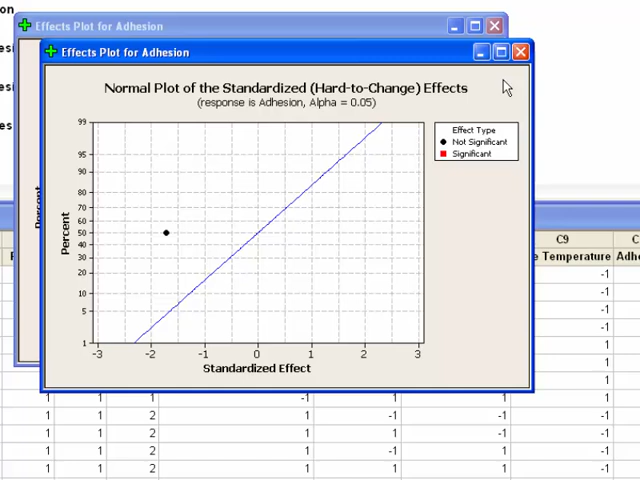 Effects Plot for Adhesion
Effects Plot for Adhesion
Normal Plot of the Standardized (Hard-to-Change) Effects
(response is Adhesion, Alpha = 0.05)
Effect Type
Not Significant
Significant
99
95
90
80
70
60
50
40
30
20
10
5
1
Percent
-3 -2 -1 0 1 2 3
Standardized Effect
C9
Temperature
-1
-1
-1
-1
-1
-1
-1
1 1 1 -1 1 1 1
1 1 2 1 -1 -1 -1
1 1 2 1 1 1 -1
1 1 2 1 -1 1 -1
1 1 2 1 1 -1 -1